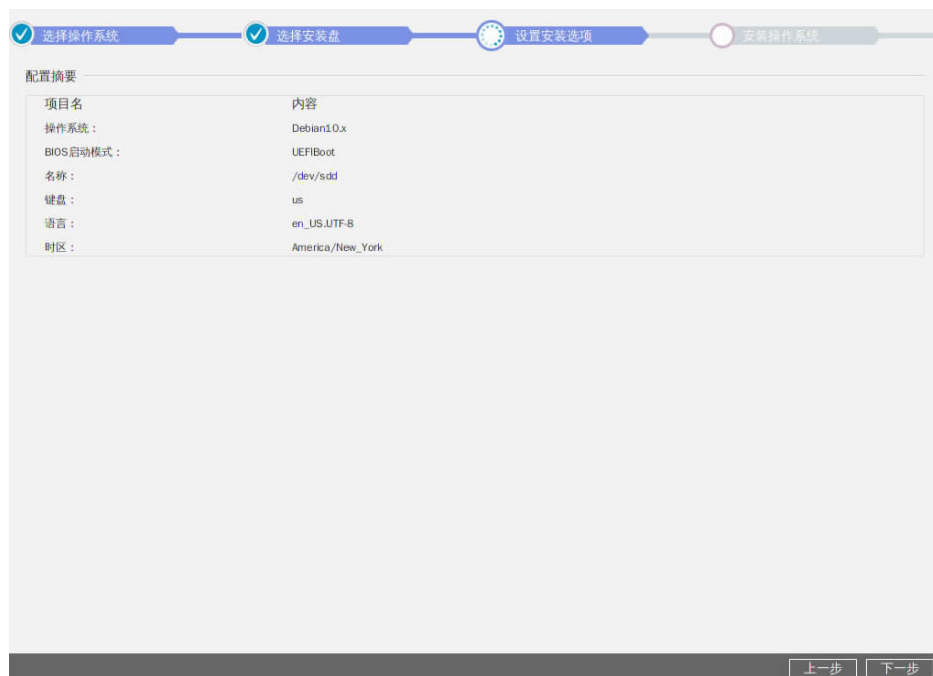 选择操作系统 选择安装盘 设置安装选项 安装操作系统
配置摘要
项目名 内容
操作系统： Debian10.x
BIOS启动模式： UEFIBoot
名称： /dev/sdd
键盘： us
语言： en_US.UTF-8
时区： America/New_York
上一步 下一步